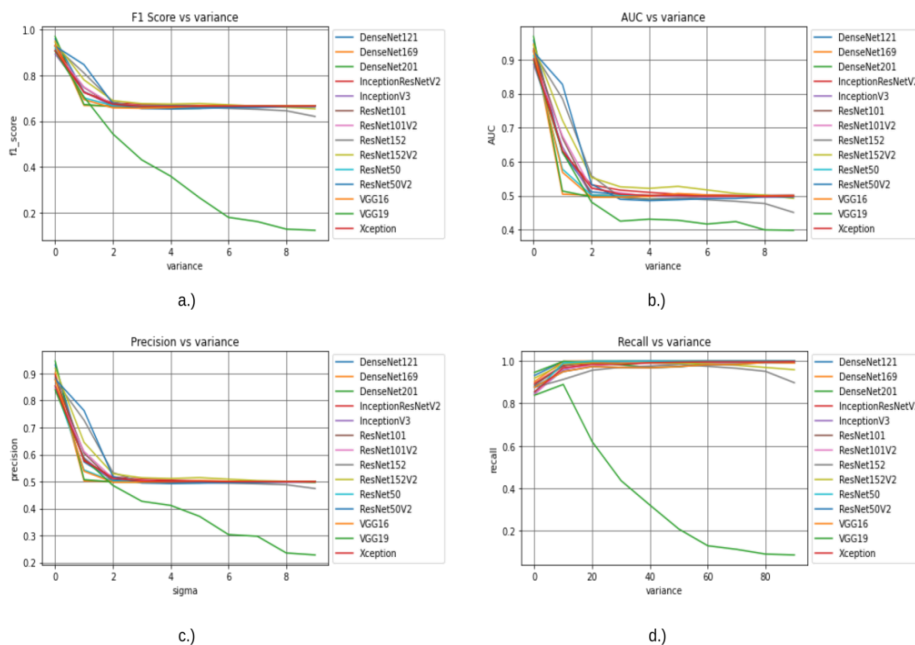 F1 Score vs variance
1.0
0.8
0.6
0.4
0.2
f1_score
0
2
4
6
8
variance
DenseNet121
DenseNet169
DenseNet201
InceptionResNetV2
InceptionV3
ResNet101
ResNet101V2
ResNet152
ResNet152V2
ResNet50
ResNet50V2
VGG16
VGG19
Xception
a.)
AUC vs variance
0.9
0.8
0.7
0.6
0.5
0.4
AUC
0
2
4
6
8
variance
DenseNet121
DenseNet169
DenseNet201
InceptionResNetV2
InceptionV3
ResNet101
ResNet101V2
ResNet152
ResNet152V2
ResNet50
ResNet50V2
VGG16
VGG19
Xception
b.)
Precision vs variance
0.9
0.8
0.7
0.6
0.5
0.4
0.3
0.2
precision
0
2
4
6
8
sigma
DenseNet121
DenseNet169
DenseNet201
InceptionResNetV2
InceptionV3
ResNet101
ResNet101V2
ResNet152
ResNet152V2
ResNet50
ResNet50V2
VGG16
VGG19
Xception
c.)
Recall vs variance
1.0
0.8
0.6
0.4
0.2
recall
0
20
40
60
80
variance
DenseNet121
DenseNet169
DenseNet201
InceptionResNetV2
InceptionV3
ResNet101
ResNet101V2
ResNet152
ResNet152V2
ResNet50
ResNet50V2
VGG16
VGG19
Xception
d.)